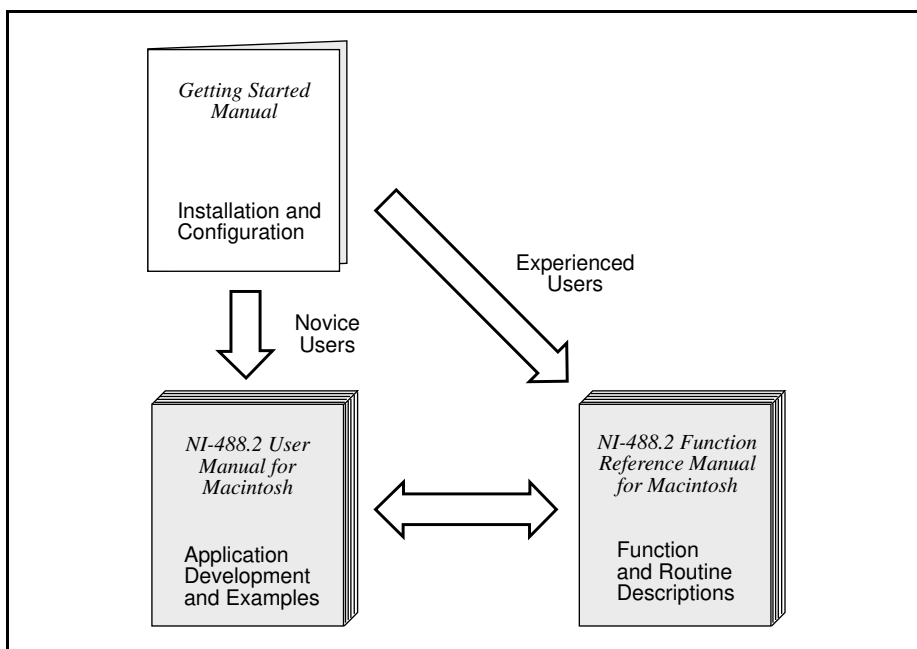 Getting Started
Manual
Installation and
Configuration
Experienced
Users
Novice
Users
NI-488.2 User
Manual for
Macintosh
Application
Development
and Examples
NI-488.2 Function
Reference Manual
for Macintosh
Function
and Routine
Descriptions